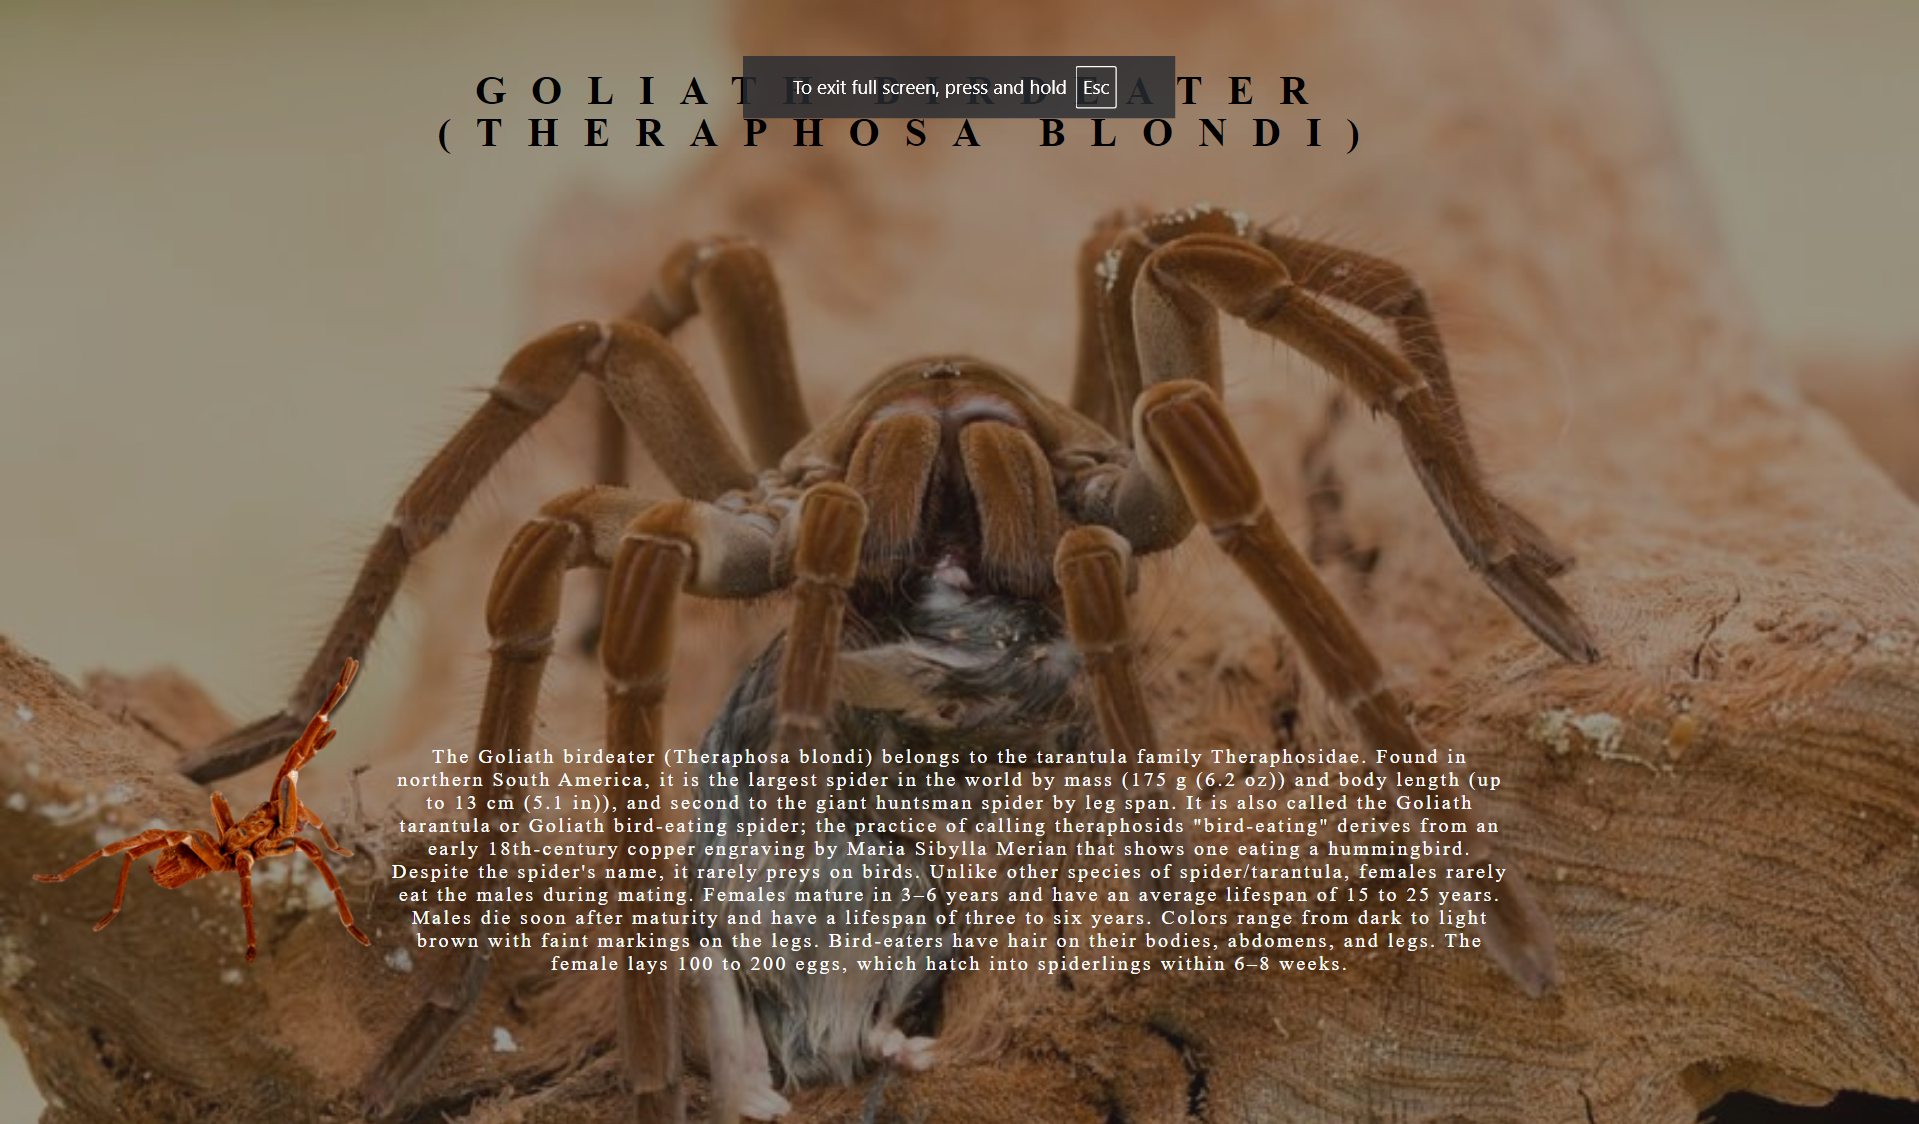 GOLIATH BIRDEATER
To exit full screen, press and hold Esc
(THERAPHOSA BLONDI)
The Goliath birdeater (Theraphosa blondi) belongs to the tarantula family Theraphosidae. Found in
northern South America, it is the largest spider in the world by mass (175 g (6.2 oz)) and body length (up
to 13 cm (5.1 in)), and second to the giant huntsman spider by leg span. It is also called the Goliath
tarantula or Goliath bird-eating spider; the practice of calling theraphosids "bird-eating" derives from an
early 18th-century copper engraving by Maria Sibylla Merian that shows one eating a hummingbird.
Despite the spider's name, it rarely preys on birds. Unlike other species of spider/tarantula, females rarely
eat the males during mating. Females mature in 3–6 years and have an average lifespan of 15 to 25 years.
Males die soon after maturity and have a lifespan of three to six years. Colors range from dark to light
brown with faint markings on the legs. Bird-eaters have hair on their bodies, abdomens, and legs. The
female lays 100 to 200 eggs, which hatch into spiderlings within 6–8 weeks.